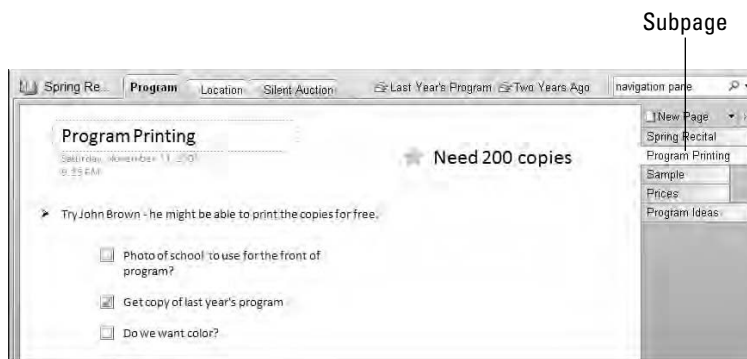 Subpage
Spring Re... Program Location Silent Auction Last Year's Program Two Years Ago navigation pane
New Page
Program Printing
Spring Recital
Need 200 copies
Program Printing
Saturday, November 11,
Sample
Prices
Try John Brown - he might be able to print the copies for free.
Program Ideas
Photo of school to use for the front of
program?
Get copy of last year's program
Do we want color?